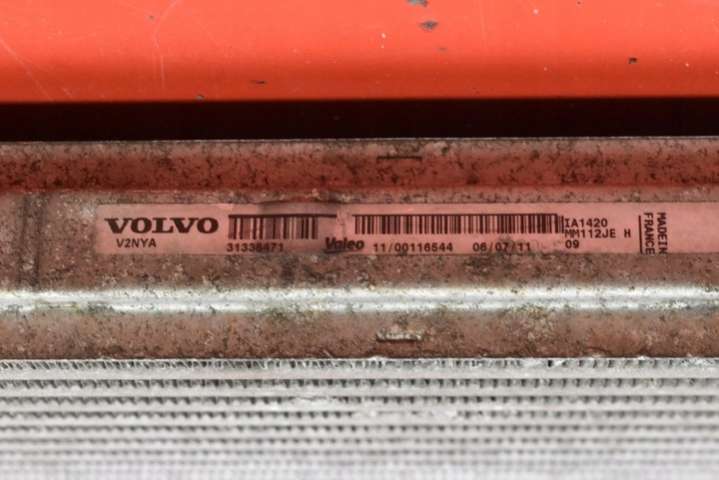 VOLVO
V2NYA
31338471
Valeo
11/00116544 06/07/11
IA1420
MM112JE H
09
MADE IN
FRANCE